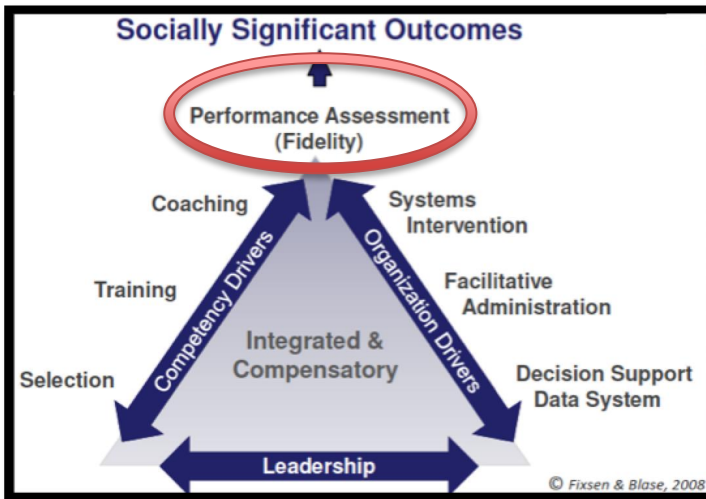 Socially Significant Outcomes
Performance Assessment
(Fidelity)
Coaching
Systems
Intervention
Training
Competency Drivers
Organization Drivers
Facilitative
Administration
Integrated &
Compensatory
Selection
Decision Support
Data System
Leadership
© Fixsen & Blase, 2008